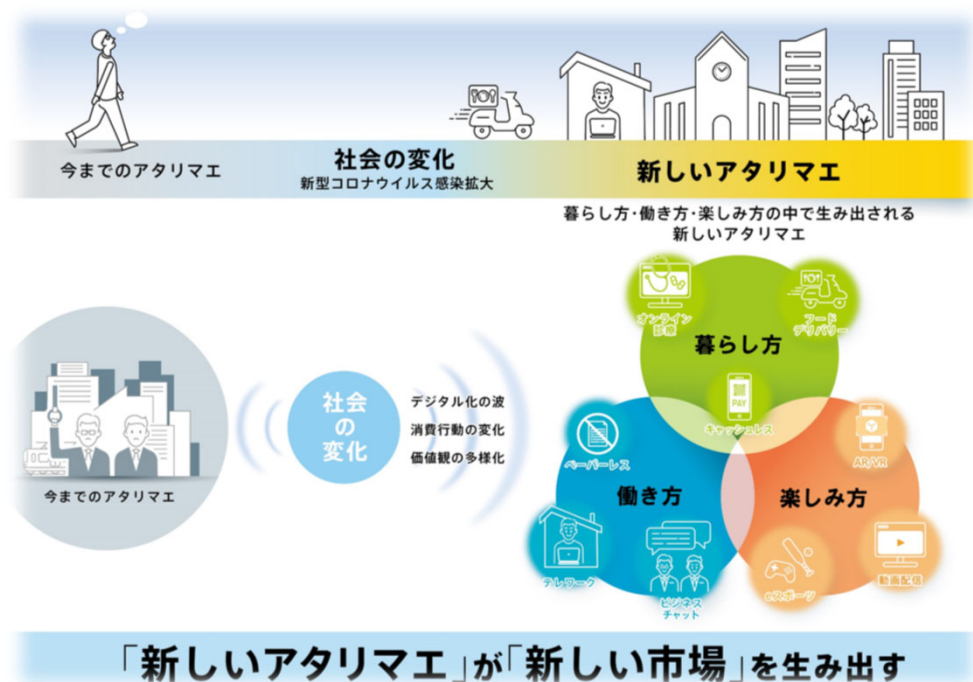 今までのアタリマエ
社会の変化
新型コロナウイルス感染拡大
新しいアタリマエ
暮らし方・働き方・楽しみ方の中で生み出される
新しいアタリマエ
今までのアタリマエ
社会
の
変化
デジタル化の波
消費行動の変化
価値観の多様化
オンライン
診療
フード
デリバリー
暮らし方
PAY
キャッシュレス
ペーパーレス
働き方
テレワーク
ビジネス
チャット
AR/VR
楽しみ方
eスポーツ
動画配信
「新しいアタリマエ」が「新しい市場」を生み出す